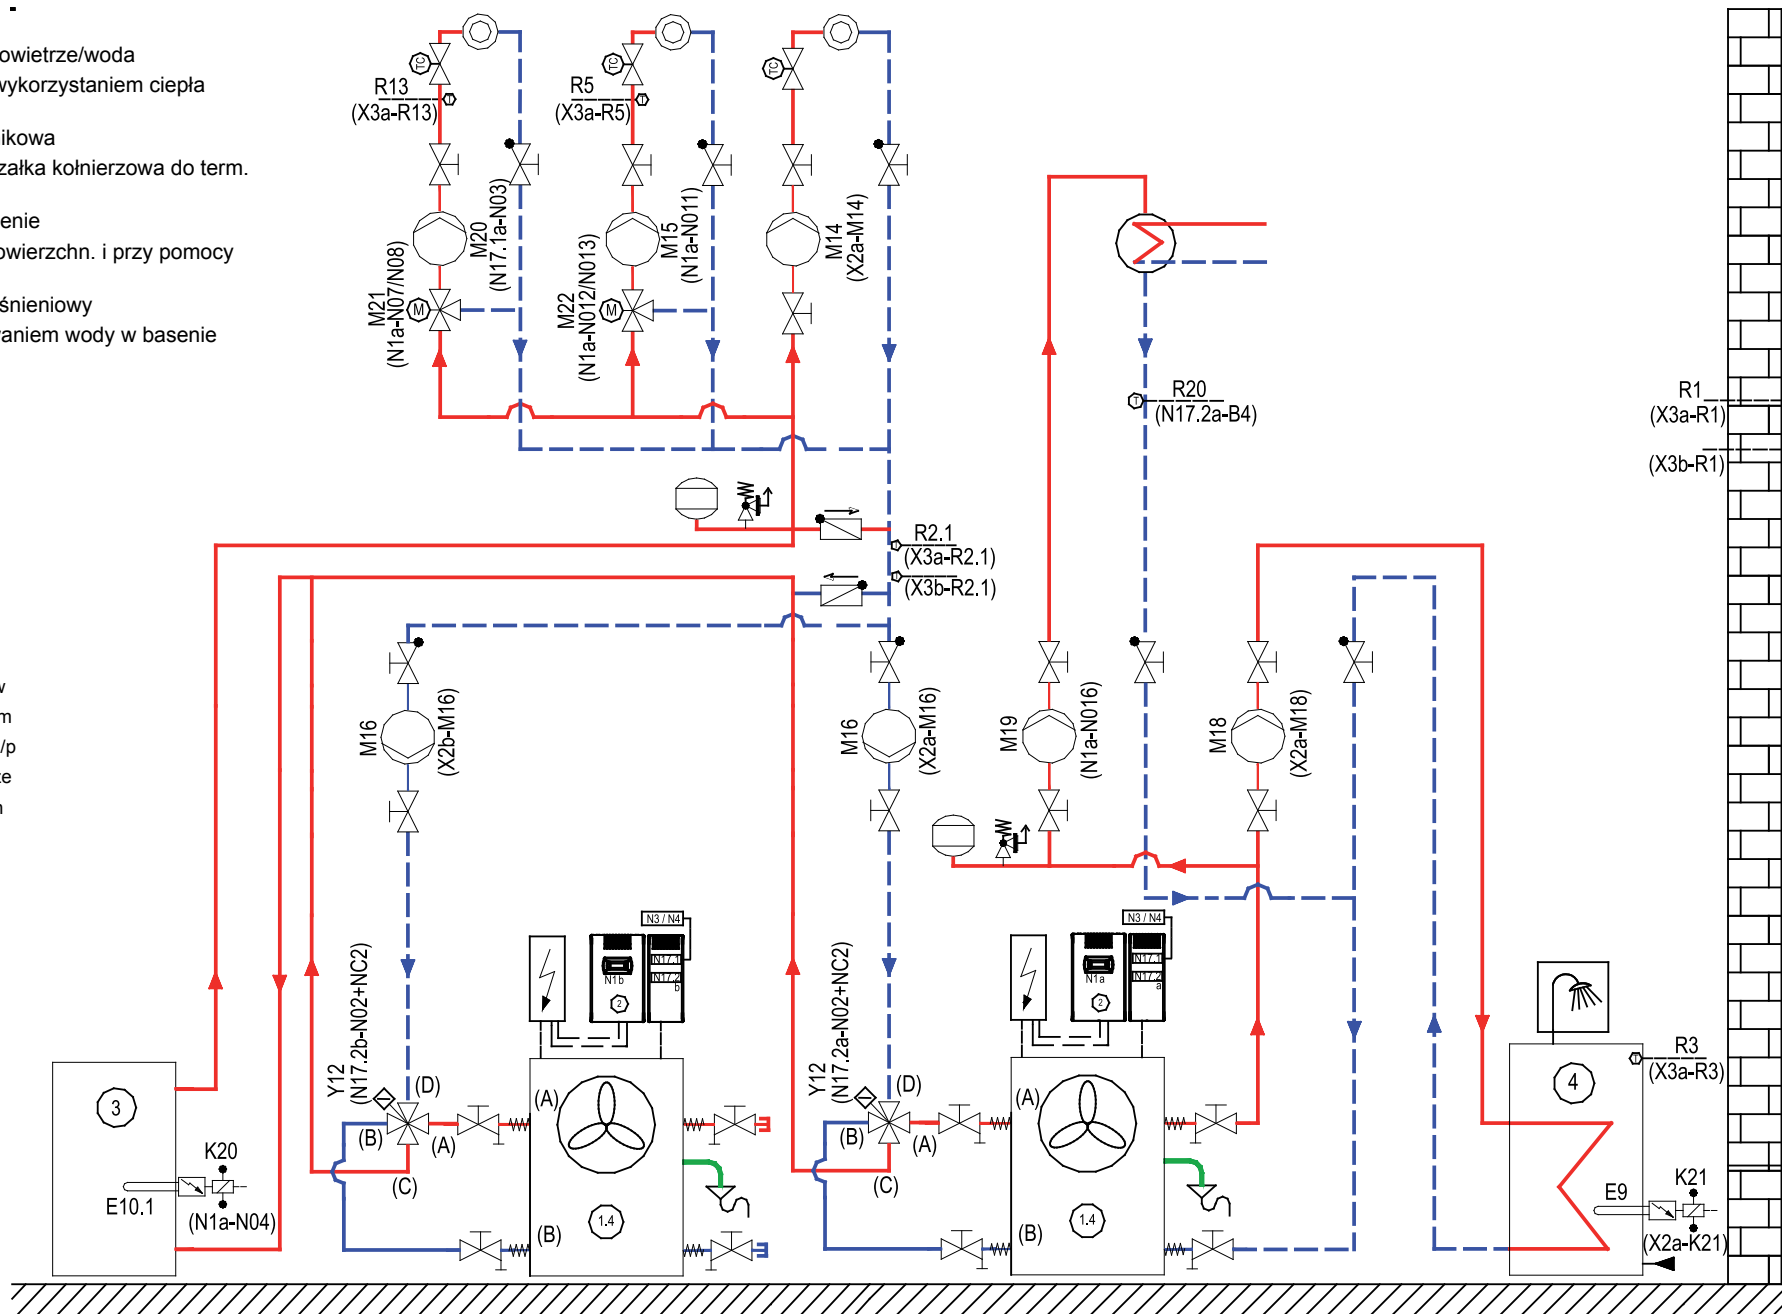 owietrze/woda
wykorzystaniem ciepła
ikowa
załka kołnierzowa do term.
enie
owierzchn. i przy pomocy
śnieniowy
aniem wody w basenie
w
m
/p
że
h
TC
TC
TC
R13
(X3a-R13)
T
R5
(X3a-R5)
T
M20
(N17.1a-N03)
M15
(N1a-N011)
M14
(X2a-M14)
M21
(N1a-N07/N08)
M
M22
(N1a-N012/N013)
M
T
R20
(N17.2a-B4)
R1
(X3a-R1)
(X3b-R1)
R2.1
(X3a-R2.1)
(X3b-R2.1)
M16
(X2b-M16)
M16
(X2a-M16)
M19
(N1a-N016)
M18
(X2a-M18)
N3 / N4
N1b
2
N17.1
N17.2
b
N3 / N4
N1a
2
N17.1
N17.2
a
Y12
(N17.2b-N02+NC2)
(D)
(B)
(A)
(C)
(A)
(B)
1.4
Y12
(N17.2a-N02+NC2)
(D)
(B)
(A)
(C)
(A)
(B)
1.4
3
K20
E10.1
(N1a-N04)
4
T
R3
(X3a-R3)
K21
E9
(X2a-K21)